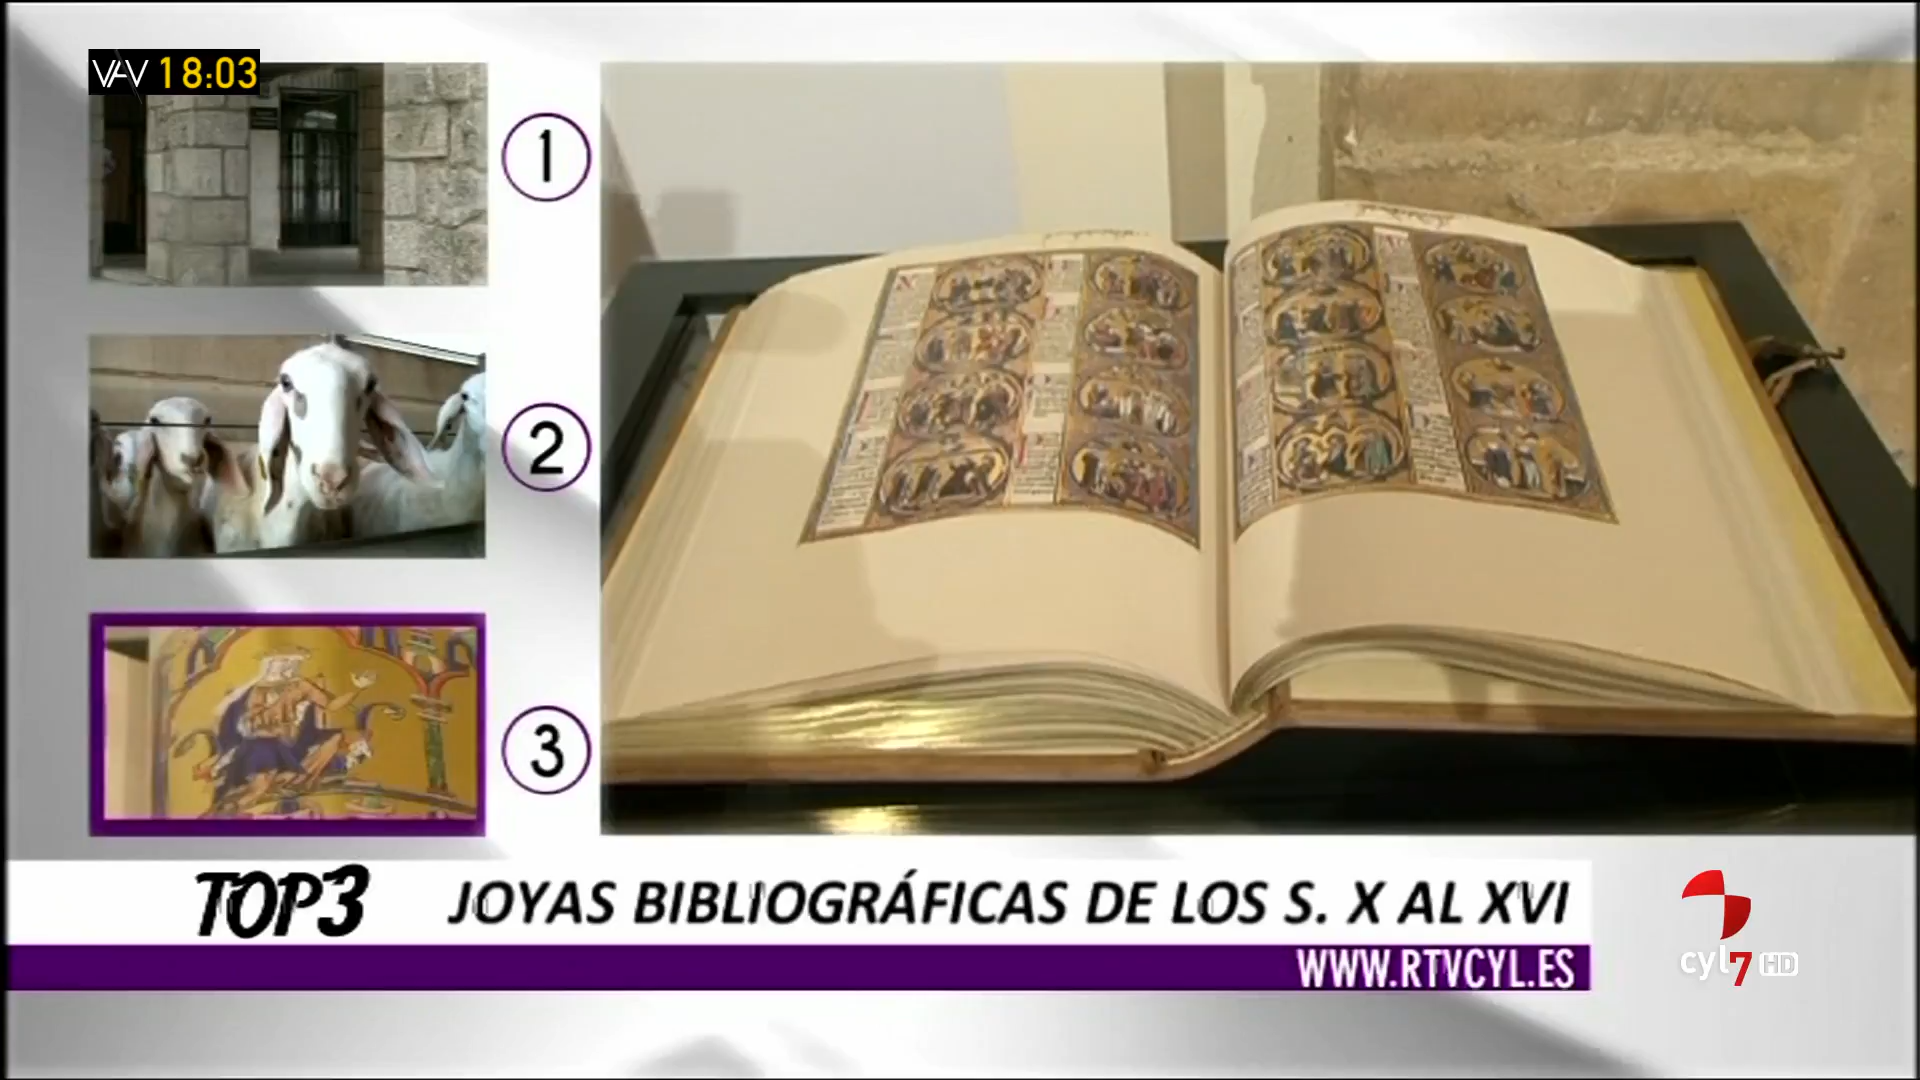 VAV 18:03
1
2
3
TOP3 JOYAS BIBLIOGRÁFICAS DE LOS S. X AL XVI
WWW.RTVCYL.ES
cyl7 HD